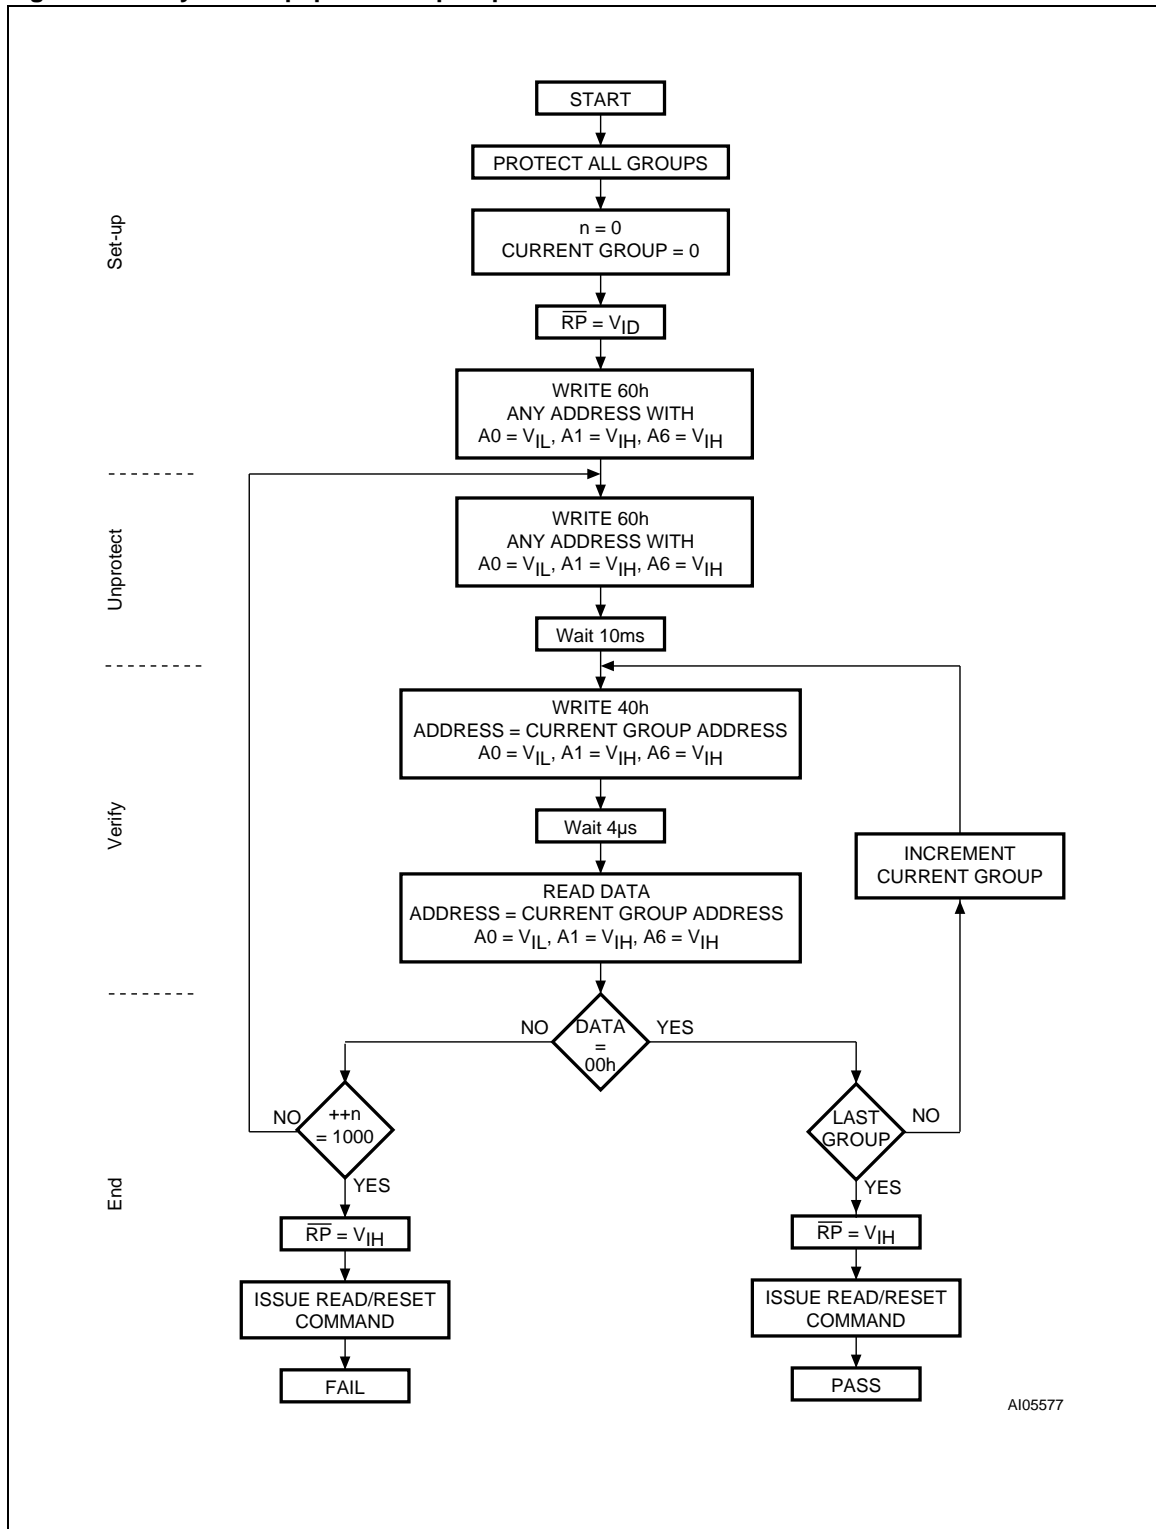 START
PROTECT ALL GROUPS
n = 0
CURRENT GROUP = 0
Set-up
RP = VID
WRITE 60h
ANY ADDRESS WITH
A0 = VIL, A1 = VIH, A6 = VIH
WRITE 60h
ANY ADDRESS WITH
A0 = VIL, A1 = VIH, A6 = VIH
Unprotect
Wait 10ms
WRITE 40h
ADDRESS = CURRENT GROUP ADDRESS
A0 = VIL, A1 = VIH, A6 = VIH
Verify
Wait 4µs
INCREMENT
CURRENT GROUP
READ DATA
ADDRESS = CURRENT GROUP ADDRESS
A0 = VIL, A1 = VIH, A6 = VIH
NO
DATA
=
00h
YES
NO
++n
= 1000
LAST
GROUP
NO
YES
YES
End
RP = VIH
RP = VIH
ISSUE READ/RESET
COMMAND
ISSUE READ/RESET
COMMAND
FAIL
PASS
AI05577